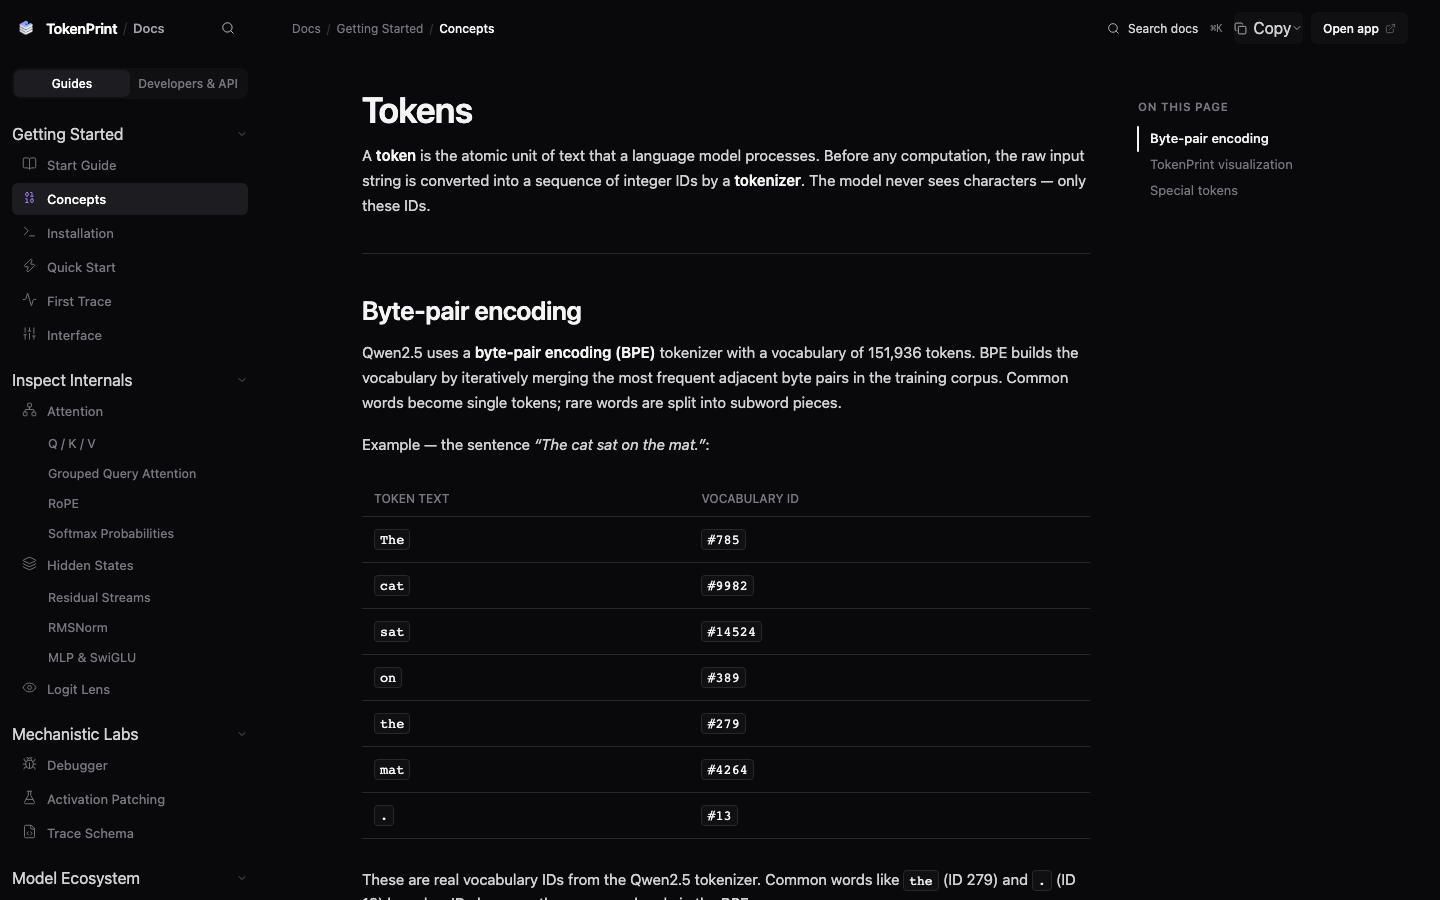 TokenPrint / Docs
Docs / Getting Started / Concepts
Search docs ⌘K
Copy
Open app
Guides
Developers & API
Getting Started
Start Guide
Concepts
Installation
Quick Start
First Trace
Interface
Inspect Internals
Attention
Q / K / V
Grouped Query Attention
RoPE
Softmax Probabilities
Hidden States
Residual Streams
RMSNorm
MLP & SwiGLU
Logit Lens
Mechanistic Labs
Debugger
Activation Patching
Trace Schema
Model Ecosystem
Tokens
A token is the atomic unit of text that a language model processes. Before any computation, the raw input
string is converted into a sequence of integer IDs by a tokenizer. The model never sees characters — only
these IDs.
Byte-pair encoding
Qwen2.5 uses a byte-pair encoding (BPE) tokenizer with a vocabulary of 151,936 tokens. BPE builds the
vocabulary by iteratively merging the most frequent adjacent byte pairs in the training corpus. Common
words become single tokens; rare words are split into subword pieces.
Example — the sentence “The cat sat on the mat.”:
TOKEN TEXT VOCABULARY ID
The #785
cat #9982
sat #14524
on #389
the #279
mat #4264
. #13
These are real vocabulary IDs from the Qwen2.5 tokenizer. Common words like the (ID 279) and . (ID
ON THIS PAGE
Byte-pair encoding
TokenPrint visualization
Special tokens